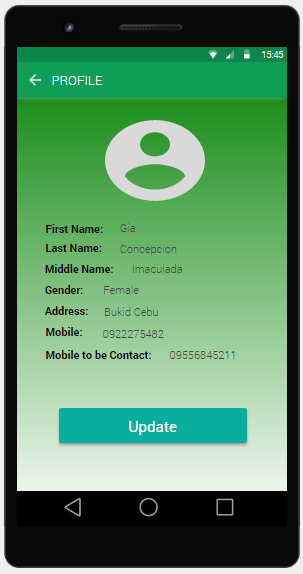 15:45
PROFILE
First Name: Gia
Last Name: Concepcion
Middle Name: Imaculada
Gender: Female
Address: Bukid Cebu
Mobile: 0922275482
Mobile to be Contact: 09556845211
Update